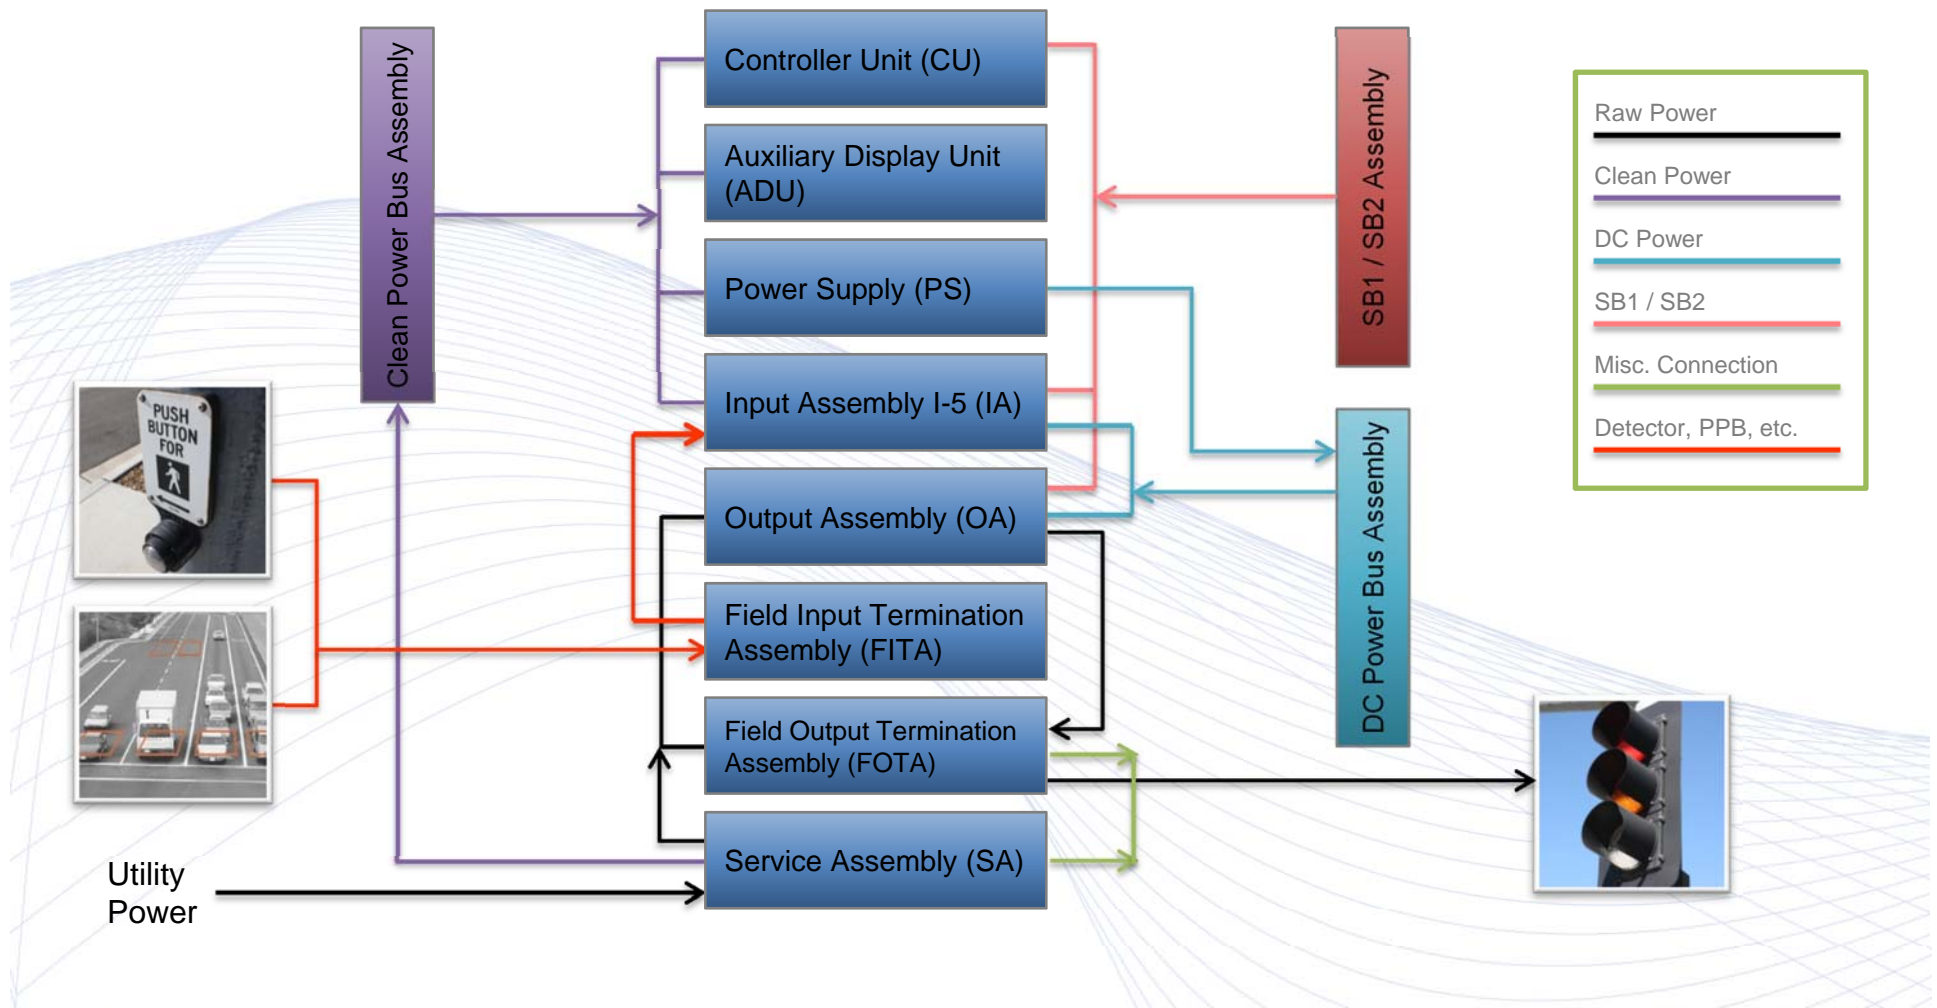 Clean Power Bus Assembly
Controller Unit (CU)
Auxiliary Display Unit
(ADU)
Power Supply (PS)
Input Assembly I-5 (IA)
Output Assembly (OA)
Field Input Termination
Assembly (FITA)
Field Output Termination
Assembly (FOTA)
Service Assembly (SA)
SB1 / SB2 Assembly
DC Power Bus Assembly
Raw Power
Clean Power
DC Power
SB1 / SB2
Misc. Connection
Detector, PPB, etc.
PUSH
BUTTON
FOR
Utility
Power